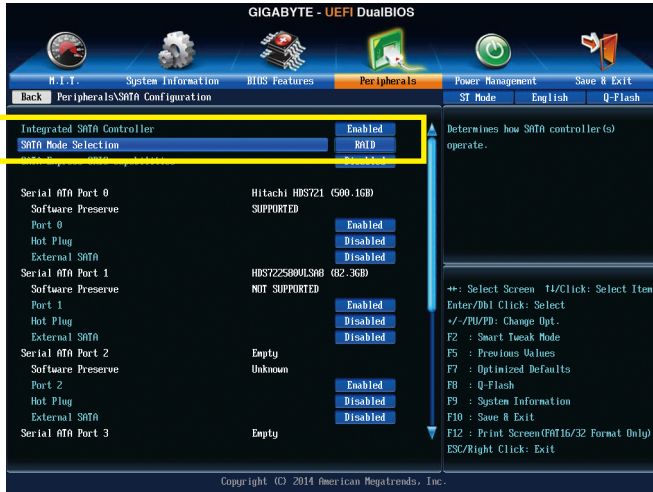 GIGABYTE - UEFI DualBIOS
M.I.T. System Information BIOS Features Peripherals Power Management Save & Exit
Back Peripherals\SATA Configuration ST Mode English Q-Flash
Integrated SATA Controller Enabled
SATA Mode Selection RAID
Disabled
Serial ATA Port 0 Hitachi HDS721 (500.1GB)
Software Preserve SUPPORTED
Port 0 Enabled
Hot Plug Disabled
External SATA Disabled
Serial ATA Port 1 HDS722580VLSA8 (82.3GB)
Software Preserve NOT SUPPORTED
Port 1 Enabled
Hot Plug Disabled
External SATA Disabled
Serial ATA Port 2 Empty
Software Preserve Unknown
Port 2 Enabled
Hot Plug Disabled
External SATA Disabled
Serial ATA Port 3 Empty
Determines how SATA controller(s)
operate.
↔: Select Screen ↑↓/Click: Select Item
Enter/Dbl Click: Select
+/-/PU/PD: Change Opt.
F2 : Smart Tweak Mode
F5 : Previous Values
F7 : Optimized Defaults
F8 : Q-Flash
F9 : System Information
F10 : Save & Exit
F12 : Print Screen(FAT16/32 Format Only)
ESC/Right Click: Exit
Copyright (C) 2014 American Megatrends, Inc.